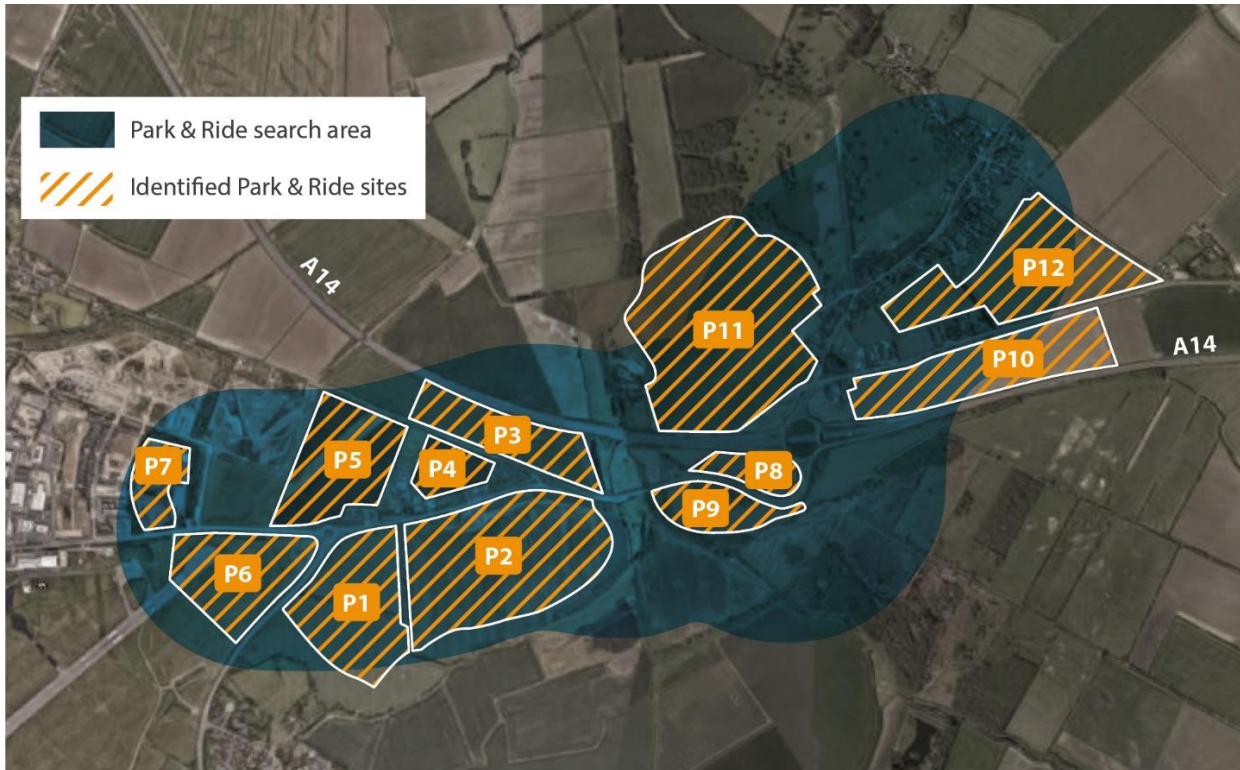 Park & Ride search area
Identified Park & Ride sites
A14
P12
P11
P10
A14
P3
P5
P4
P7
P8
P9
P2
P6
P1